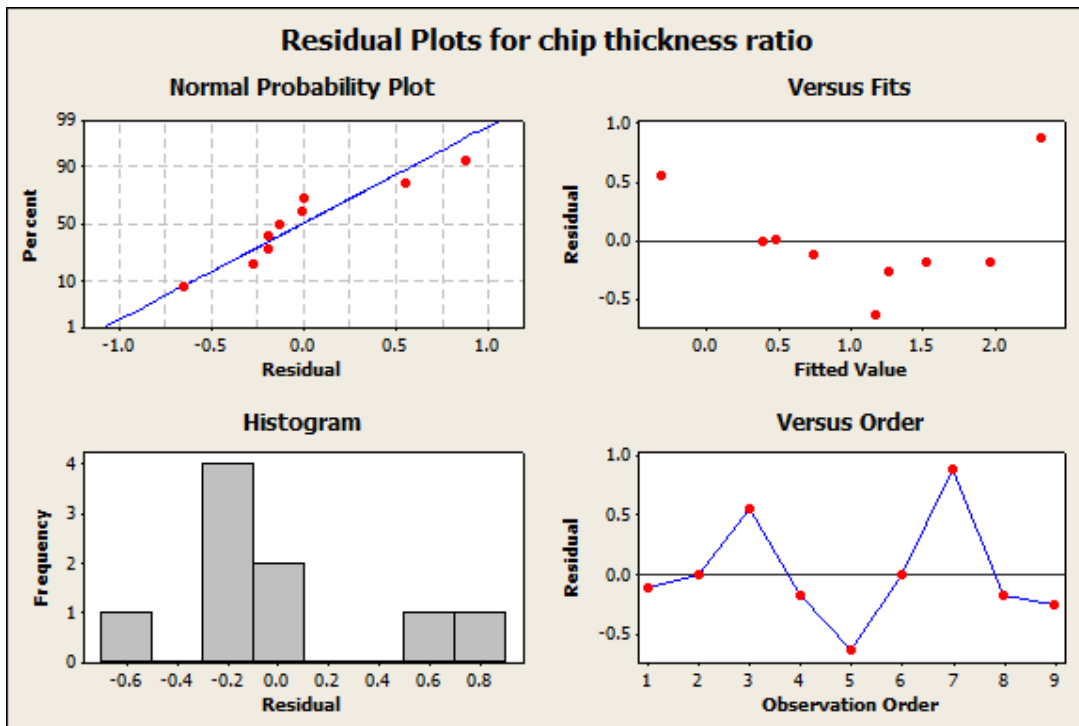 Residual Plots for chip thickness ratio
Normal Probability Plot
99
90
50
10
1
Percent
-1.0 -0.5 0.0 0.5 1.0
Residual
Versus Fits
1.0
0.5
0.0
-0.5
Residual
0.0 0.5 1.0 1.5 2.0
Fitted Value
Histogram
4
3
2
1
0
Frequency
-0.6 -0.4 -0.2 0.0 0.2 0.4 0.6 0.8
Residual
Versus Order
1.0
0.5
0.0
-0.5
Residual
1 2 3 4 5 6 7 8 9
Observation Order